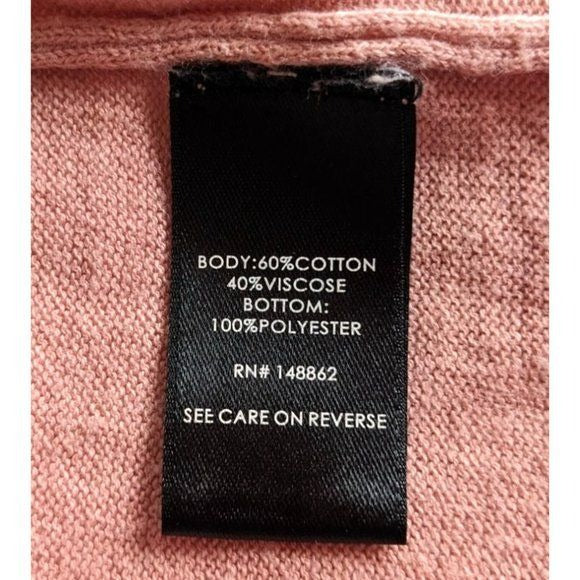 BODY:60%COTTON
40%VISCOSE
BOTTOM:
100%POLYESTER
RN# 148862
SEE CARE ON REVERSE